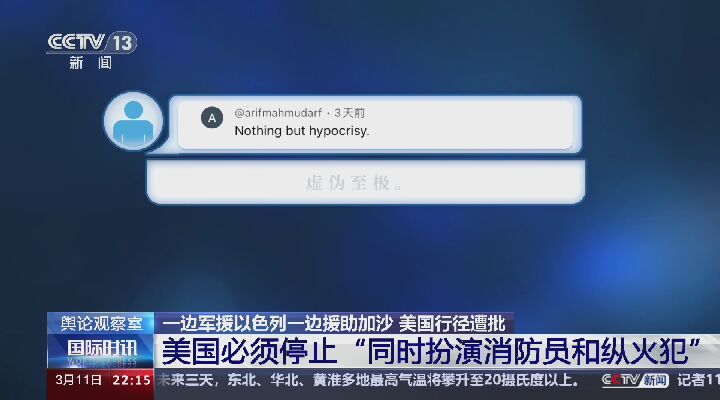 CCTV 13
新闻
A
@arifmahmudarf · 3天前
Nothing but hypocrisy.
虚伪至极。
舆论观察室
一边军援以色列一边援助加沙 美国行径遭批
国际时讯
美国必须停止“同时扮演消防员和纵火犯”
3月11日 22:15
未来三天，东北、华北、黄淮多地最高气温将攀升至20摄氏度以上。 CCTV 新闻 记者11